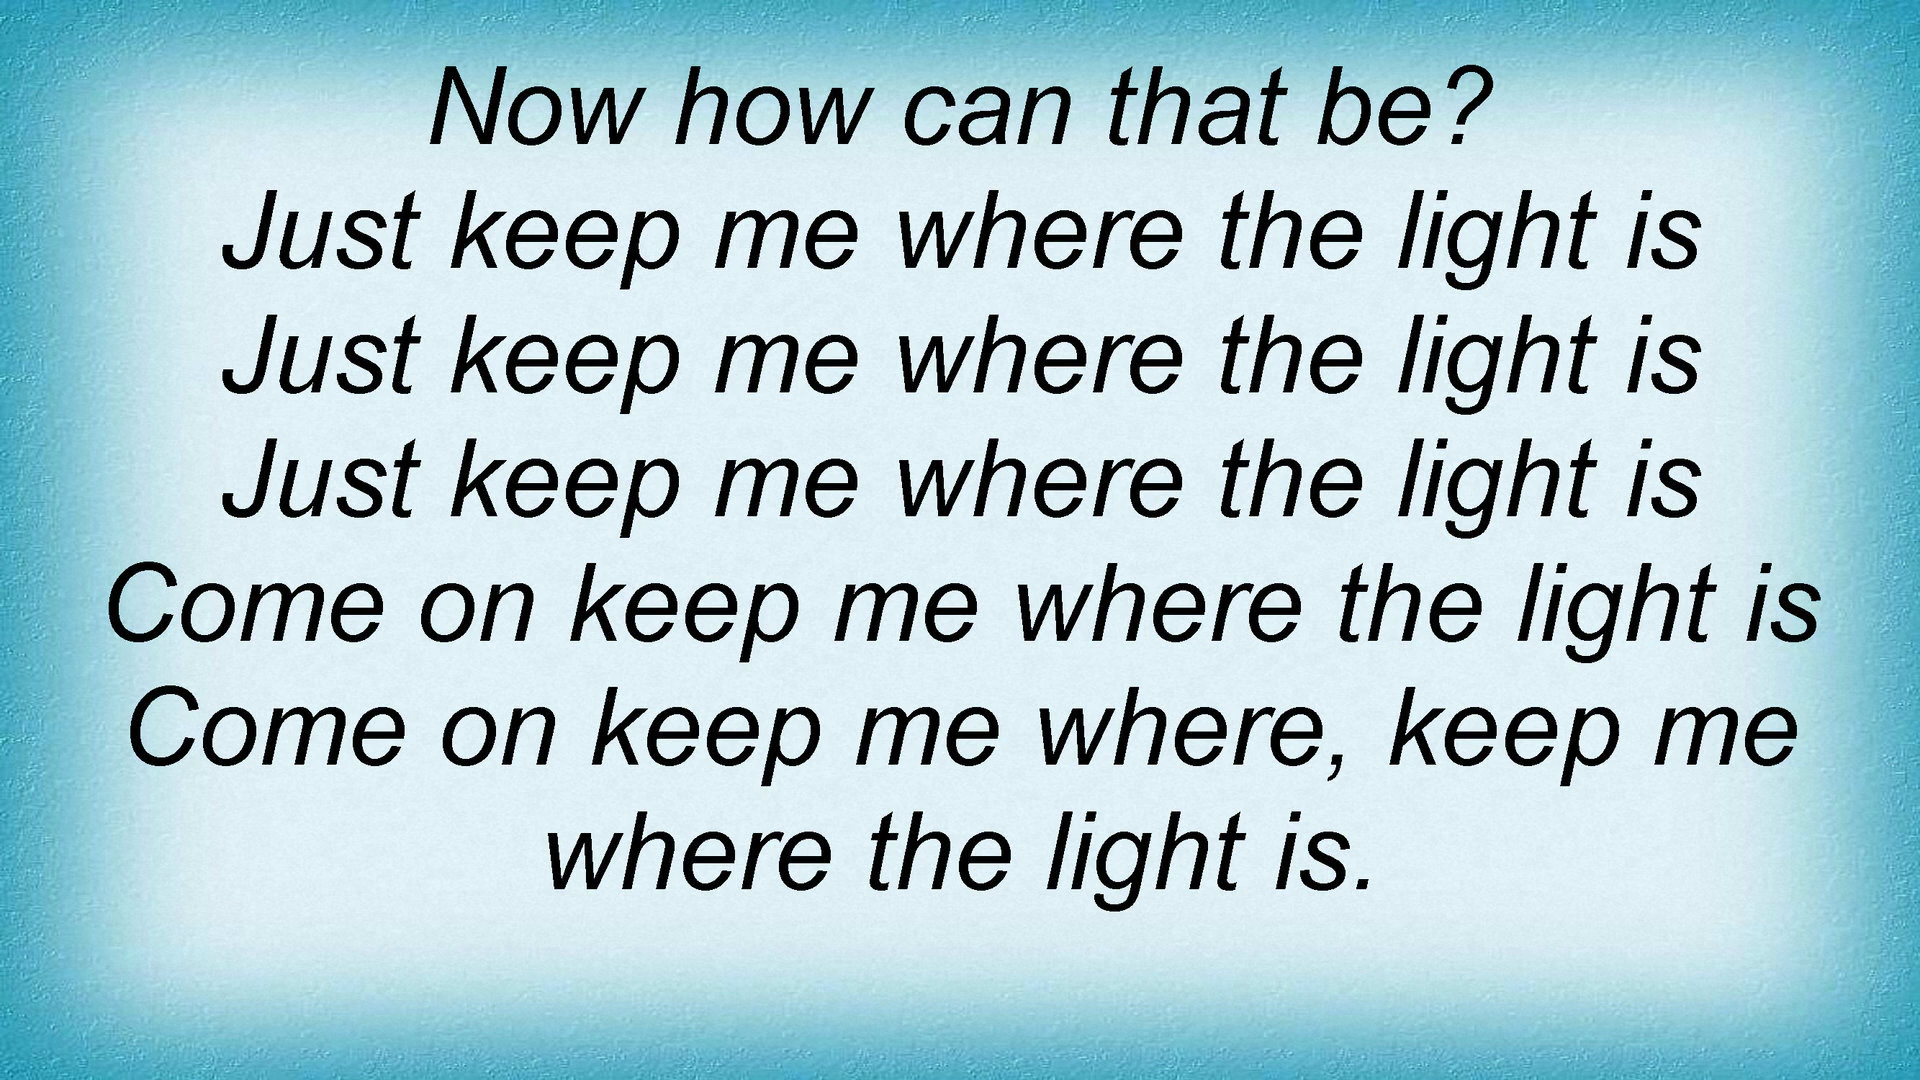 Now how can that be?
Just keep me where the light is
Just keep me where the light is
Just keep me where the light is
Come on keep me where the light is
Come on keep me where, keep me
where the light is.